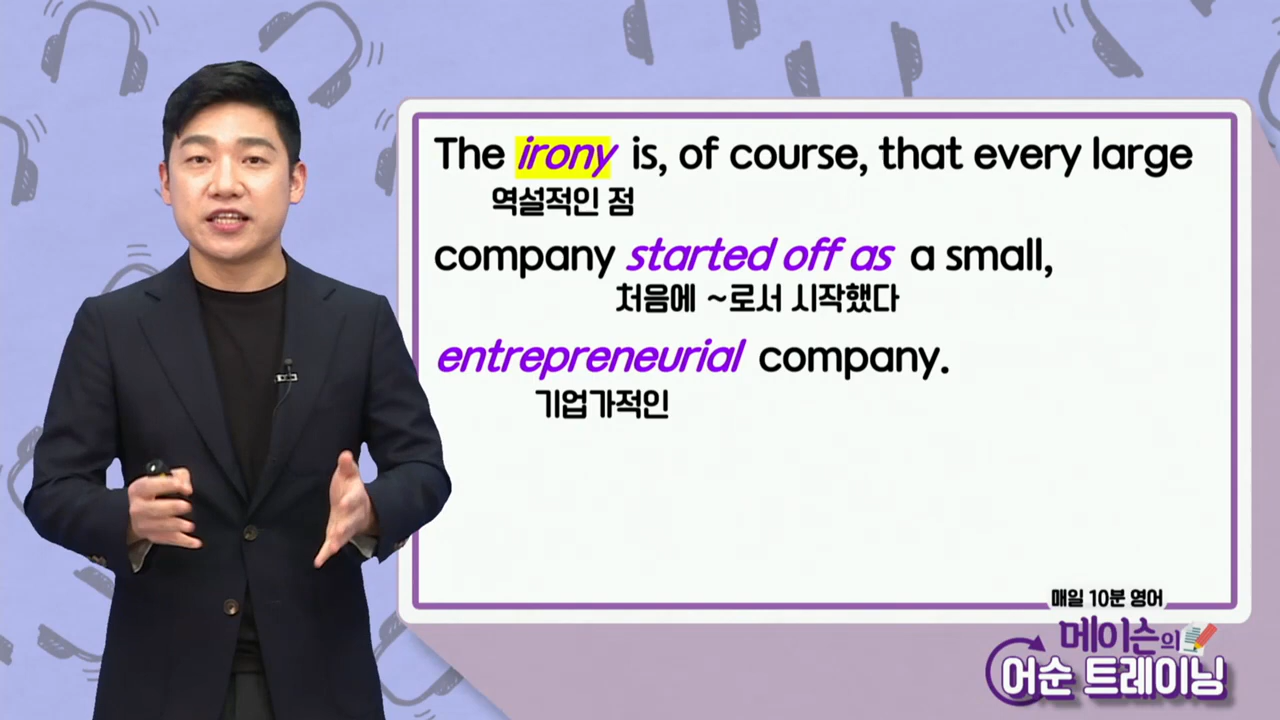 The irony is, of course, that every large
역설적인 점
company started off as a small,
처음에 ~로서 시작했다
entrepreneurial company.
기업가적인
매일 10분 영어
메이슨의
어순 트레이닝